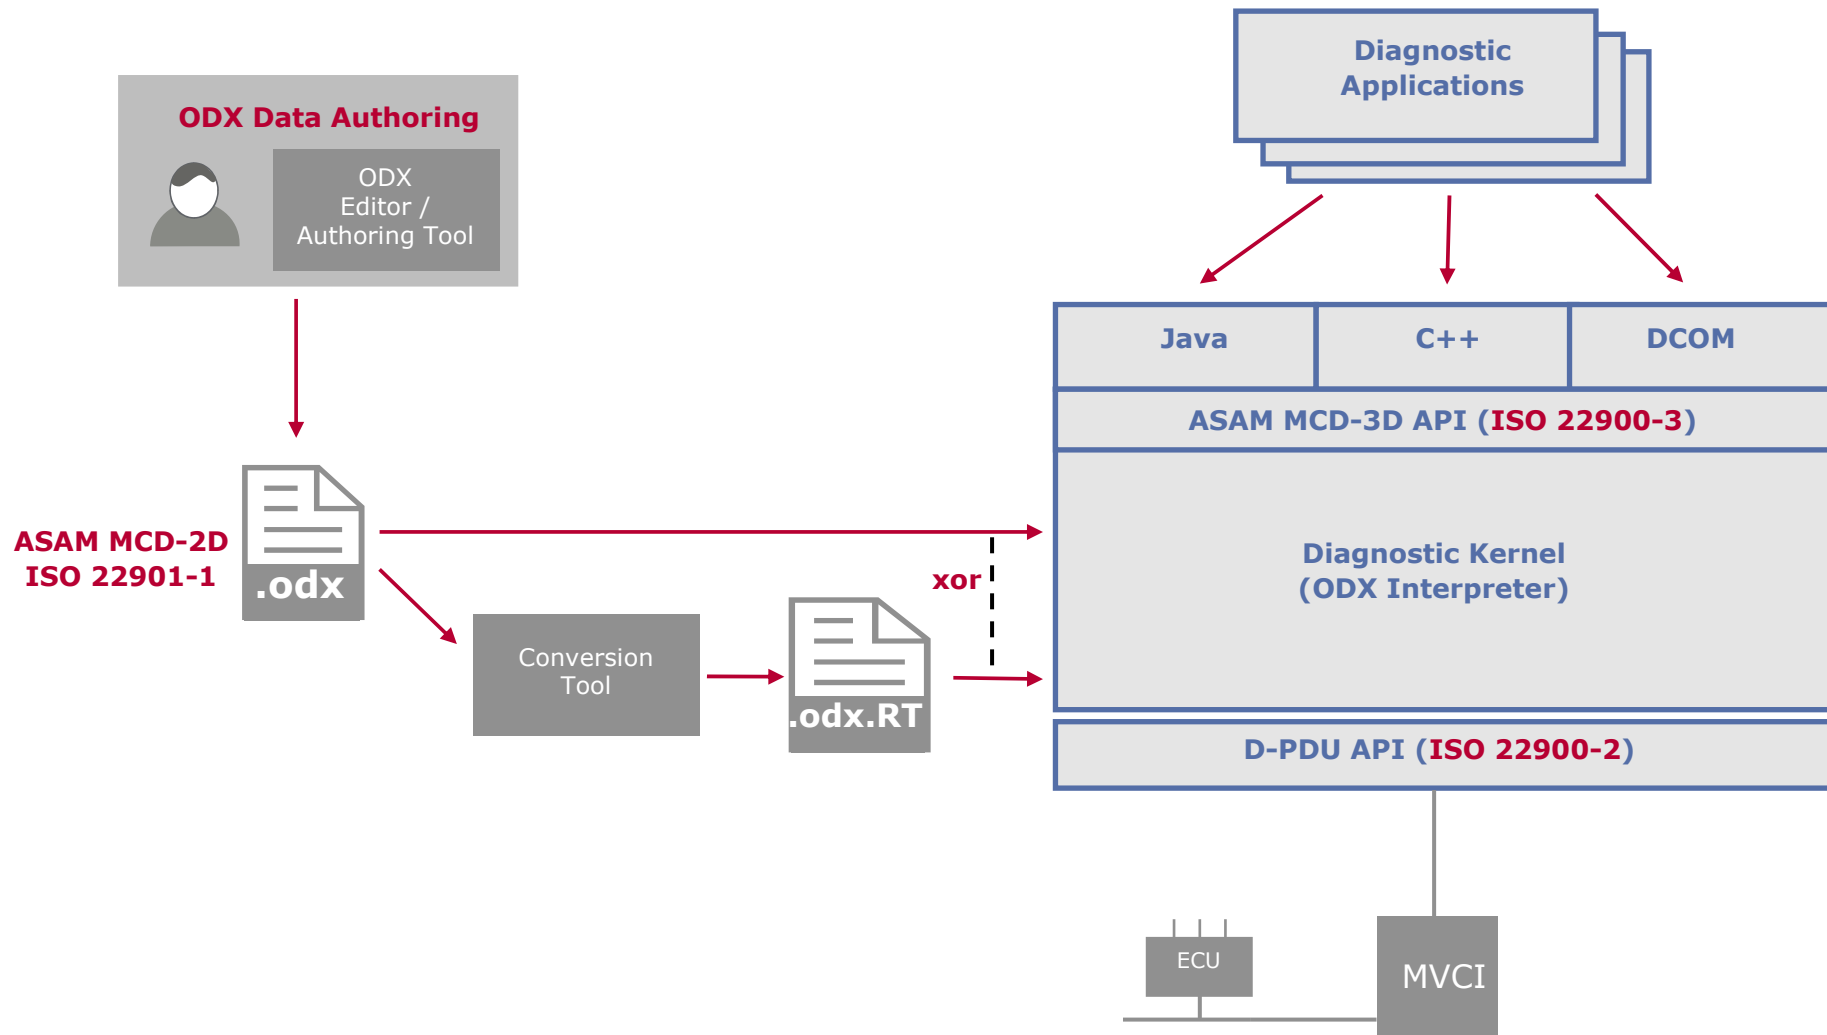 ODX Data Authoring
ODX
Editor /
Authoring Tool
Diagnostic
Applications
Java
C++
DCOM
ASAM MCD-3D API (ISO 22900-3)
ASAM MCD-2D
ISO 22901-1
.odx
xor
Conversion
Tool
.odx.RT
Diagnostic Kernel
(ODX Interpreter)
D-PDU API (ISO 22900-2)
ECU
MVCI